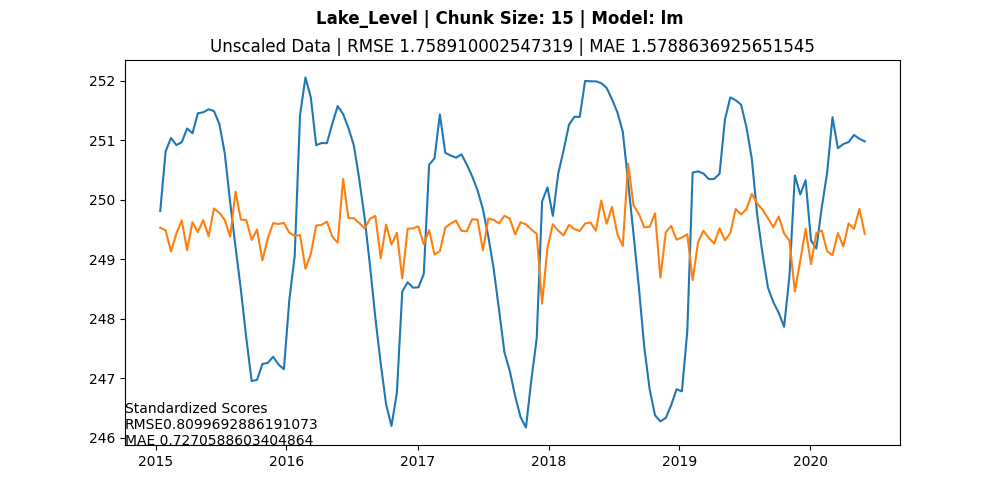 Lake_Level | Chunk Size: 15 | Model: lm
Unscaled Data | RMSE 1.758910002547319 | MAE 1.5788636925651545
252
251
250
249
248
247
246
Standardized Scores
RMSE0.8099692886191073
MAE 0.7270588603404864
2015 2016 2017 2018 2019 2020